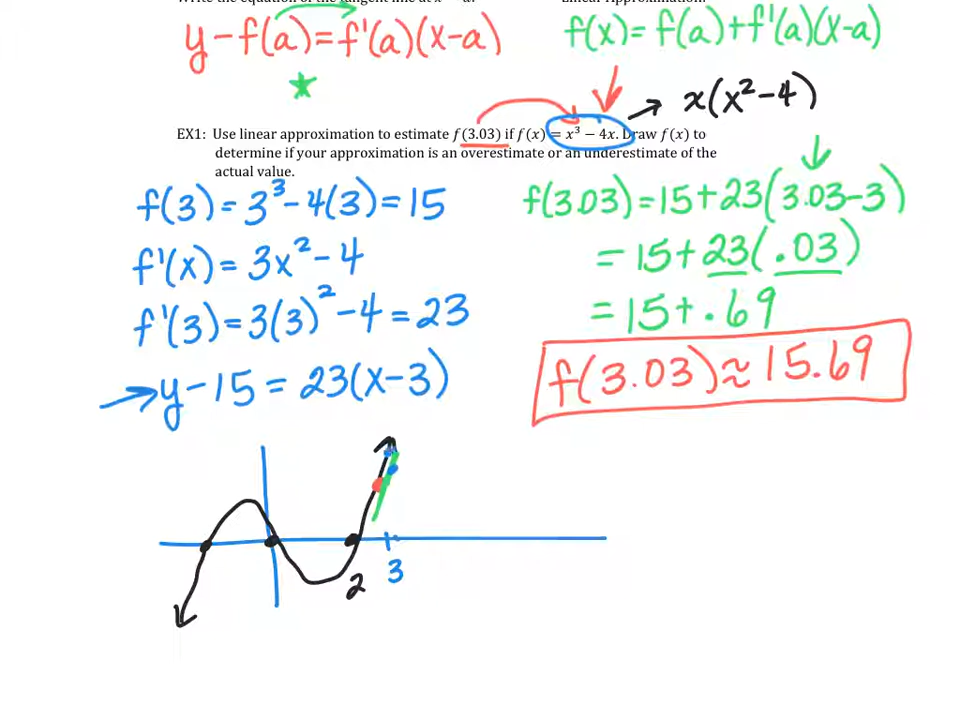 y-f(a)=f'(a)(x-a)
f(x)=f(a)+f'(a)(x-a)
x(x²-4)
EX1: Use linear approximation to estimate f(3.03) if f(x) = x³ − 4x. Draw f(x) to
determine if your approximation is an overestimate or an underestimate of the
actual value.
f(3)=3³-4(3)=15
f'(x)=3x²-4
f'(3)=3(3)²-4=23
y-15=23(x-3)
f(3.03)=15+23(3.03-3)
=15+23(.03)
=15+.69
f(3.03)≈15.69
2
3